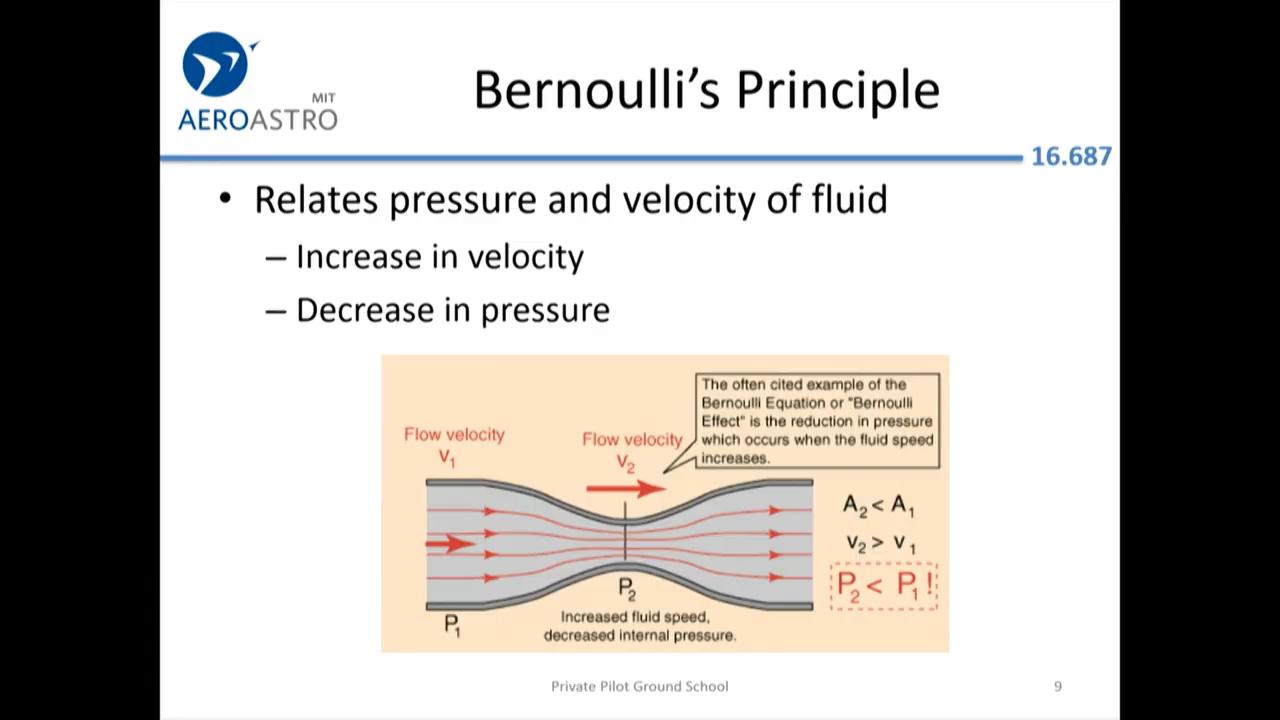 MIT
AEROASTRO
Bernoulli's Principle
16.687
• Relates pressure and velocity of fluid
– Increase in velocity
– Decrease in pressure
The often cited example of the
Bernoulli Equation or "Bernoulli
Effect" is the reduction in pressure
which occurs when the fluid speed
increases.
Flow velocity
V₁
Flow velocity
V₂
A₂ < A₁
V₂ > V₁
P₂ < P₁ !
P₁
P₂
Increased fluid speed,
decreased internal pressure.
Private Pilot Ground School
9